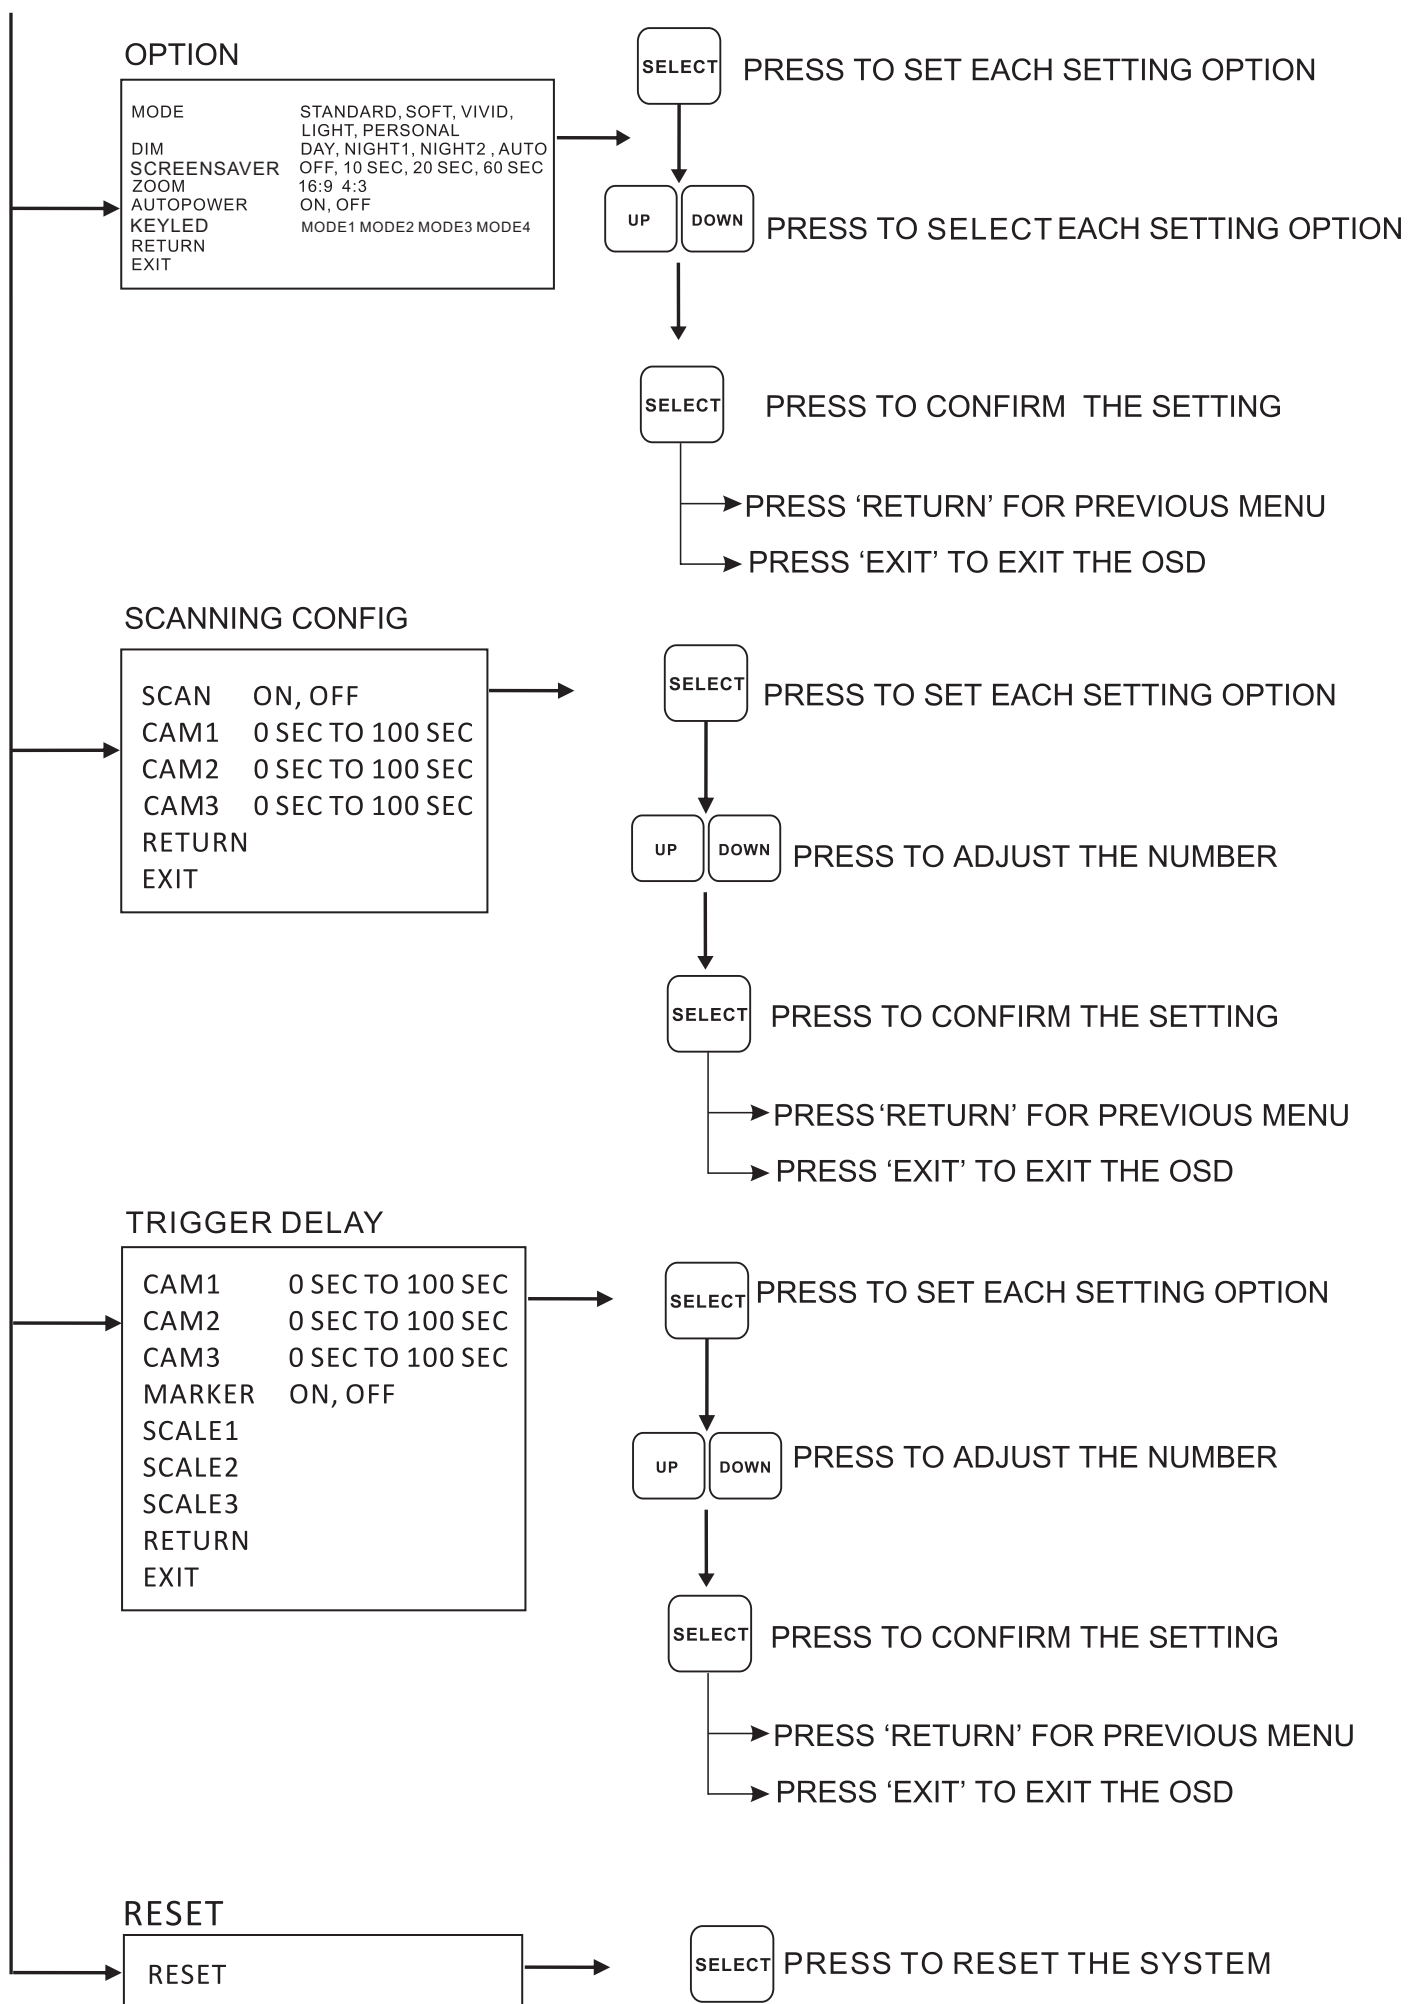 OPTION
MODE STANDARD, SOFT, VIVID,
LIGHT, PERSONAL
DIM DAY, NIGHT1, NIGHT2 , AUTO
SCREENSAVER OFF, 10 SEC, 20 SEC, 60 SEC
ZOOM 16:9 4:3
AUTOPOWER ON, OFF
KEYLED MODE1 MODE2 MODE3 MODE4
RETURN
EXIT
SELECT PRESS TO SET EACH SETTING OPTION
UP DOWN PRESS TO SELECT EACH SETTING OPTION
SELECT PRESS TO CONFIRM THE SETTING
PRESS ‘RETURN’ FOR PREVIOUS MENU
PRESS ‘EXIT’ TO EXIT THE OSD
SCANNING CONFIG
SCAN ON, OFF
CAM1 0 SEC TO 100 SEC
CAM2 0 SEC TO 100 SEC
CAM3 0 SEC TO 100 SEC
RETURN
EXIT
SELECT PRESS TO SET EACH SETTING OPTION
UP DOWN PRESS TO ADJUST THE NUMBER
SELECT PRESS TO CONFIRM THE SETTING
PRESS ‘RETURN’ FOR PREVIOUS MENU
PRESS ‘EXIT’ TO EXIT THE OSD
TRIGGER DELAY
CAM1 0 SEC TO 100 SEC
CAM2 0 SEC TO 100 SEC
CAM3 0 SEC TO 100 SEC
MARKER ON, OFF
SCALE1
SCALE2
SCALE3
RETURN
EXIT
SELECT PRESS TO SET EACH SETTING OPTION
UP DOWN PRESS TO ADJUST THE NUMBER
SELECT PRESS TO CONFIRM THE SETTING
PRESS ‘RETURN’ FOR PREVIOUS MENU
PRESS ‘EXIT’ TO EXIT THE OSD
RESET
RESET
SELECT PRESS TO RESET THE SYSTEM